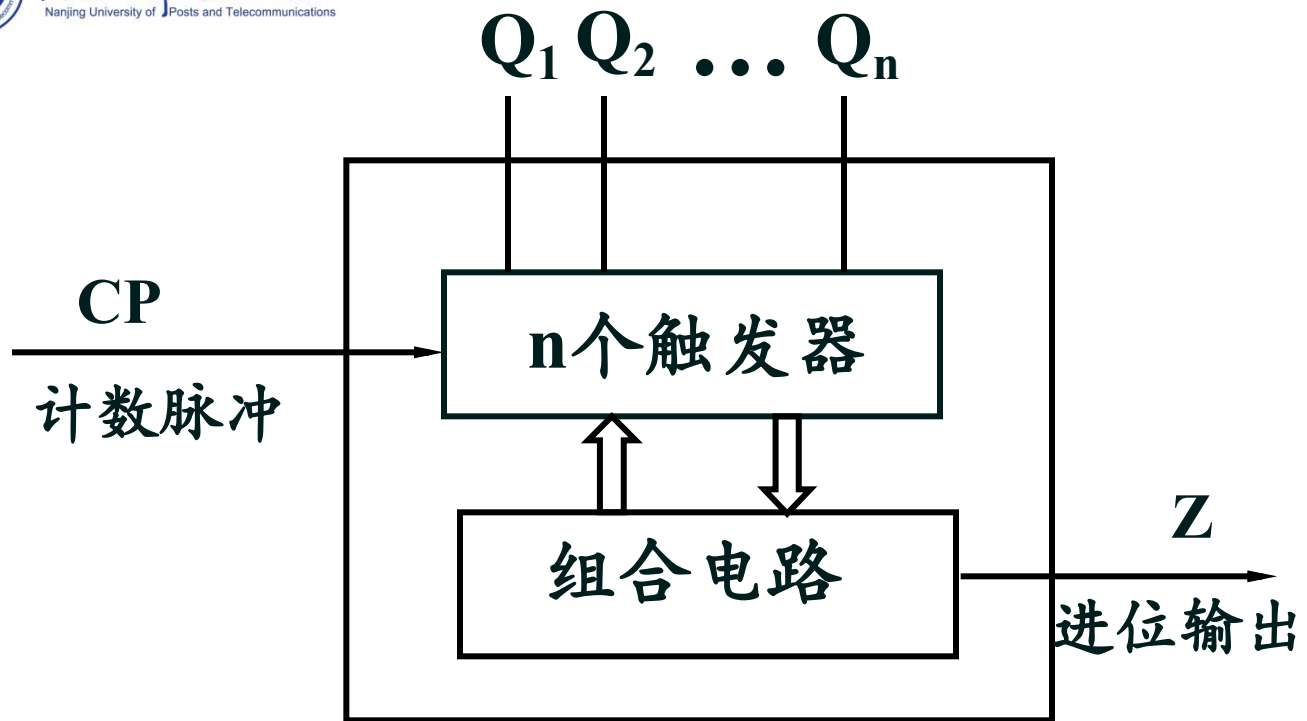 Nanjing University of Posts and Telecommunications
Q1 Q2 … Qn
CP
计数脉冲
n个触发器
组合电路
Z
进位输出